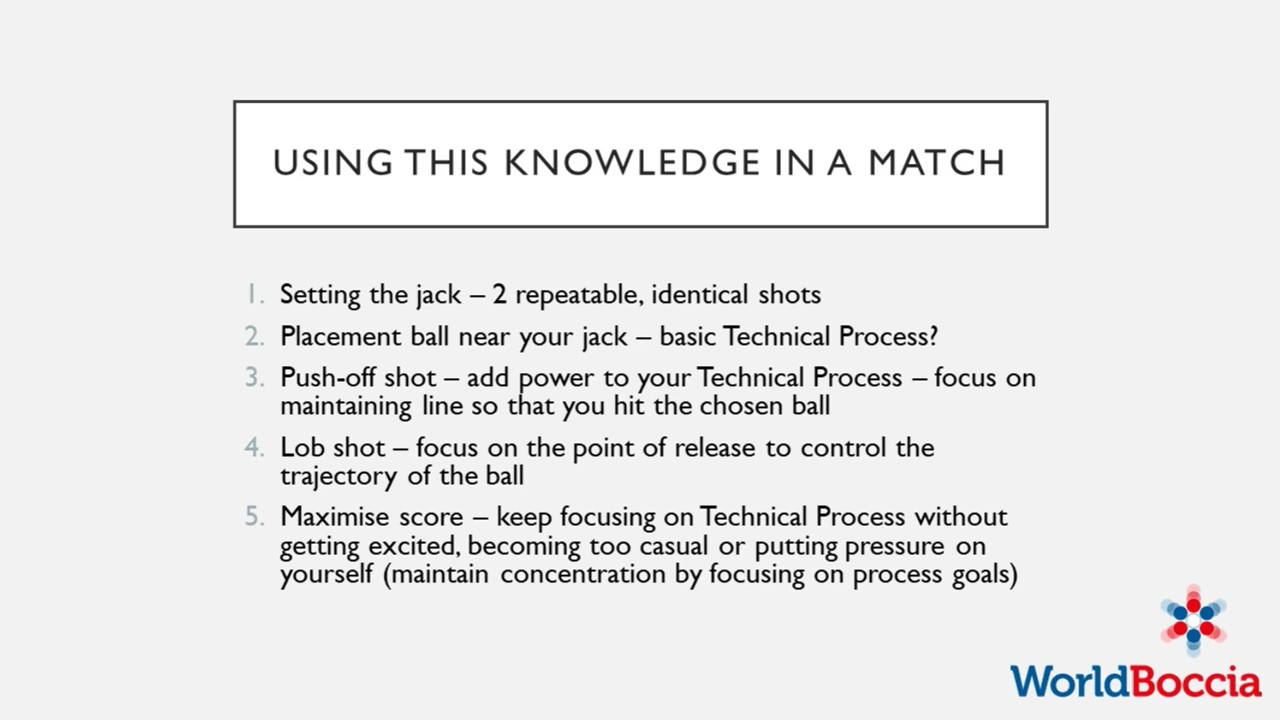 USING THIS KNOWLEDGE IN A MATCH
1. Setting the jack – 2 repeatable, identical shots
2. Placement ball near your jack – basic Technical Process?
3. Push-off shot – add power to your Technical Process – focus on
maintaining line so that you hit the chosen ball
4. Lob shot – focus on the point of release to control the
trajectory of the ball
5. Maximise score – keep focusing on Technical Process without
getting excited, becoming too casual or putting pressure on
yourself (maintain concentration by focusing on process goals)
WorldBoccia